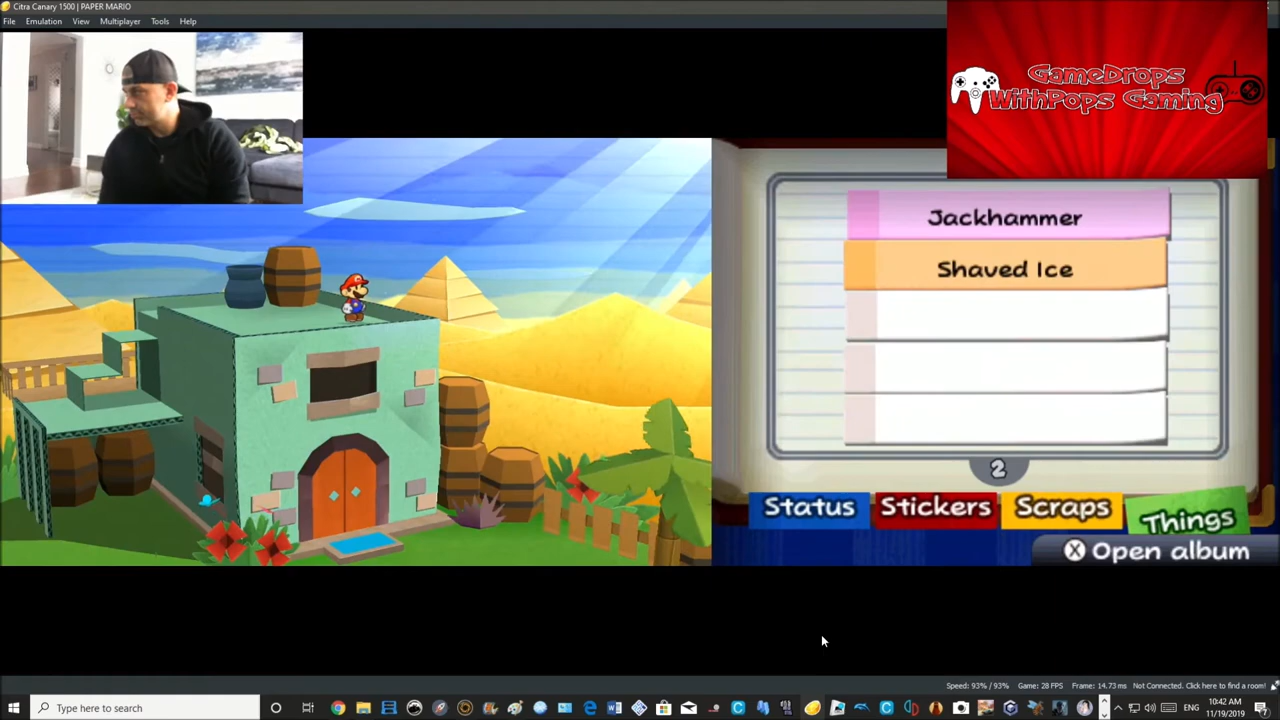 Citra Canary 1500 | PAPER MARIO
File Emulation View Multiplayer Tools Help
GameDrops
WithPops Gaming
Jackhammer
Shaved Ice
2
Status Stickers Scraps Things
X Open album
Speed: 93% / 93% Game: 28 FPS Frame: 14.73 ms Not Connected. Click here to find a room!
Type here to search
ENG
10:42 AM
11/19/2019